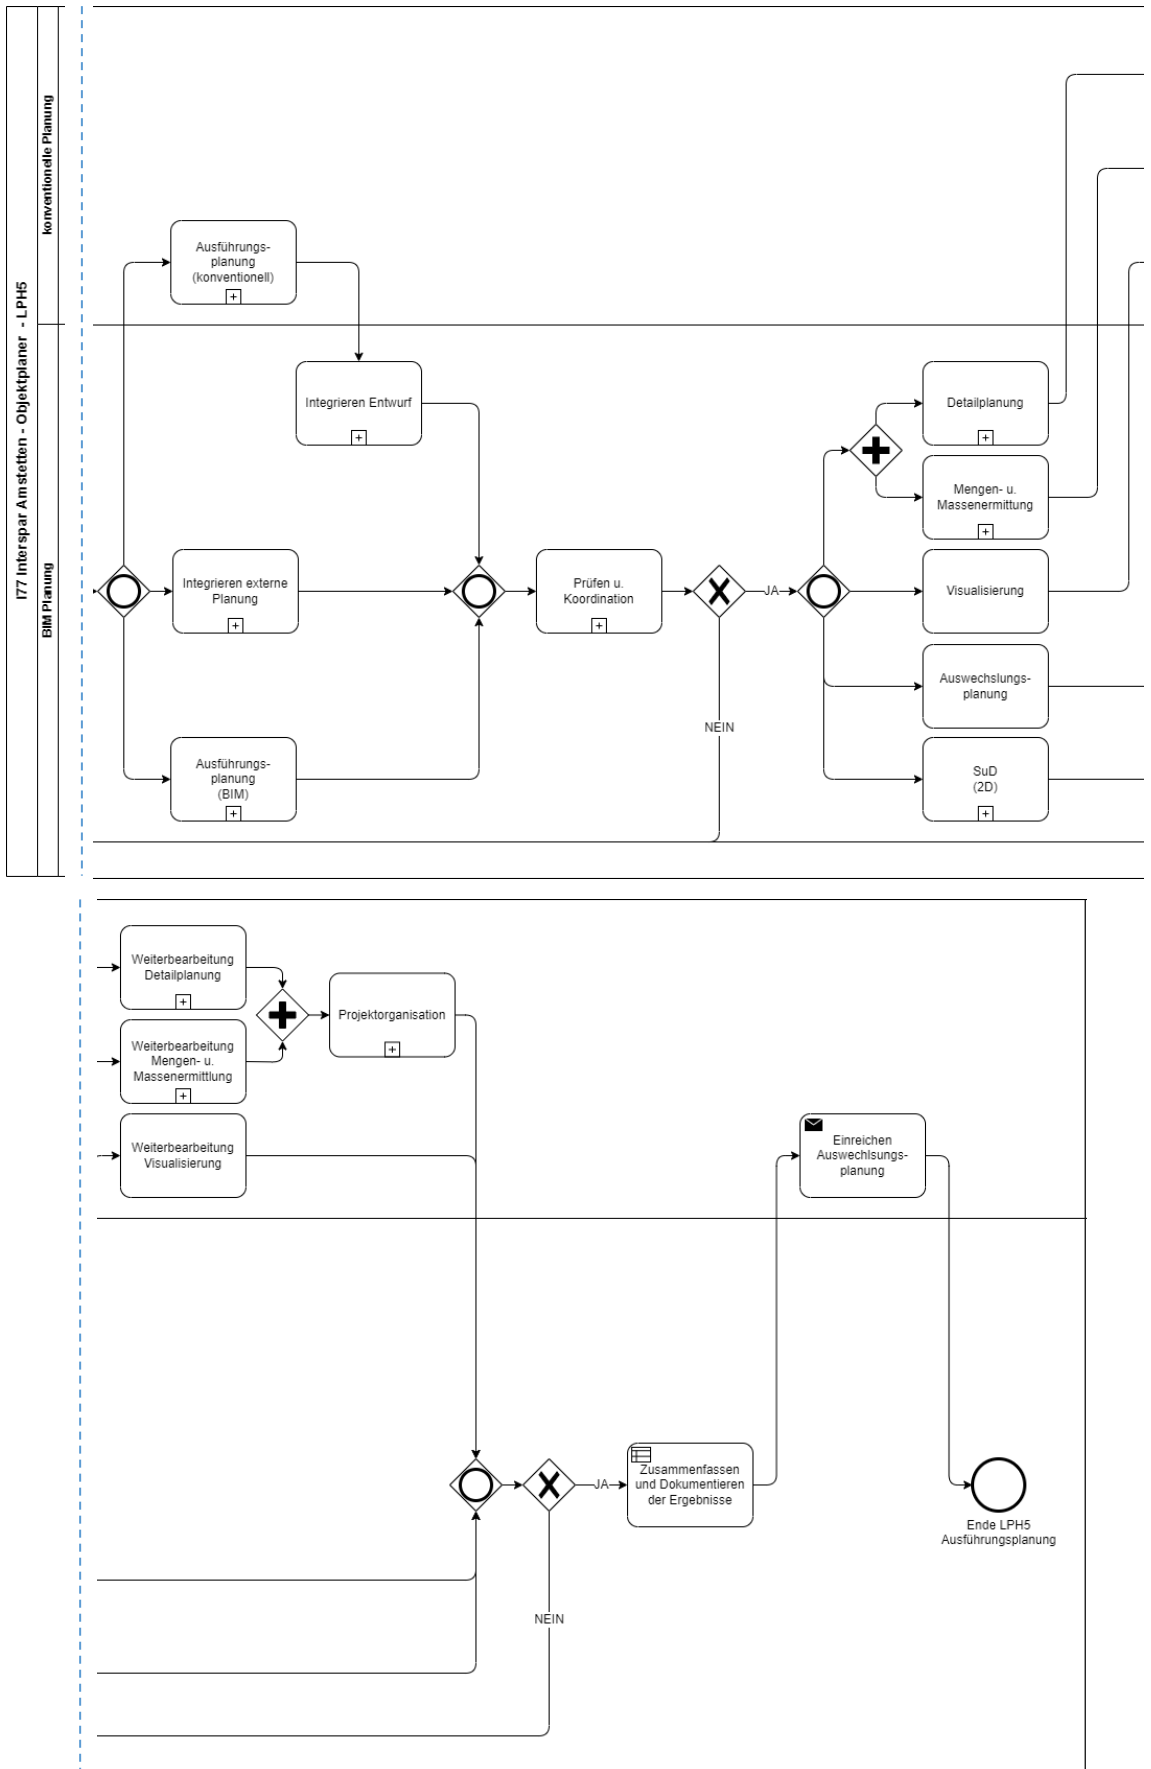 I77 Interspar Amstetten - Objektplaner - LPH5
konventionelle Planung
BIM Planung
Ausführungs-
planung
(konventionell)
Integrieren Entwurf
Integrieren externe
Planung
Ausführungs-
planung
(BIM)
Prüfen u.
Koordination
JA
NEIN
Detailplanung
Mengen- u.
Massenermittung
Visualisierung
Auswechslungs-
planung
SuD
(2D)
Weiterbearbeitung
Detailplanung
Weiterbearbeitung
Mengen- u.
Massenermittlung
Weiterbearbeitung
Visualisierung
Projektorganisation
JA
NEIN
Zusammenfassen
und Dokumentieren
der Ergebnisse
Einreichen
Auswechlsungs-
planung
Ende LPH5
Ausführungsplanung